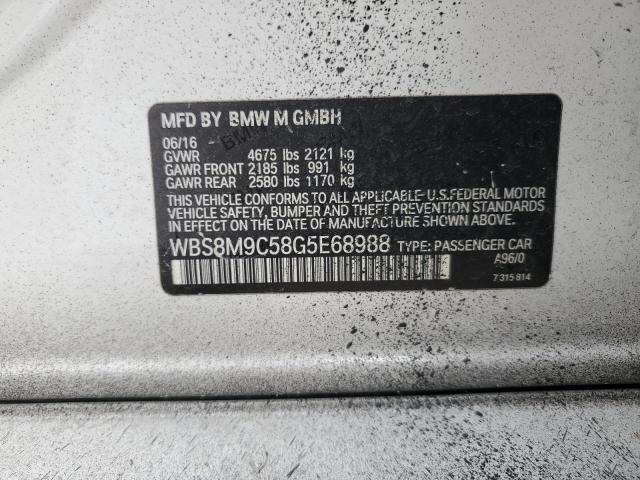 MFD BY BMW M GMBH
06/16
GVWR 4675 lbs 2121 kg
GAWR FRONT 2185 lbs 991 kg
GAWR REAR 2580 lbs 1170 kg
THIS VEHICLE CONFORMS TO ALL APPLICABLE U.S.FEDERAL MOTOR
VEHICLE SAFETY, BUMPER AND THEFT PREVENTION STANDARDS
IN EFFECT ON THE DATE OF MANUFACTURE SHOWN ABOVE.
WBS8M9C58G5E68988 TYPE: PASSENGER CAR
A96/0
7 315 814